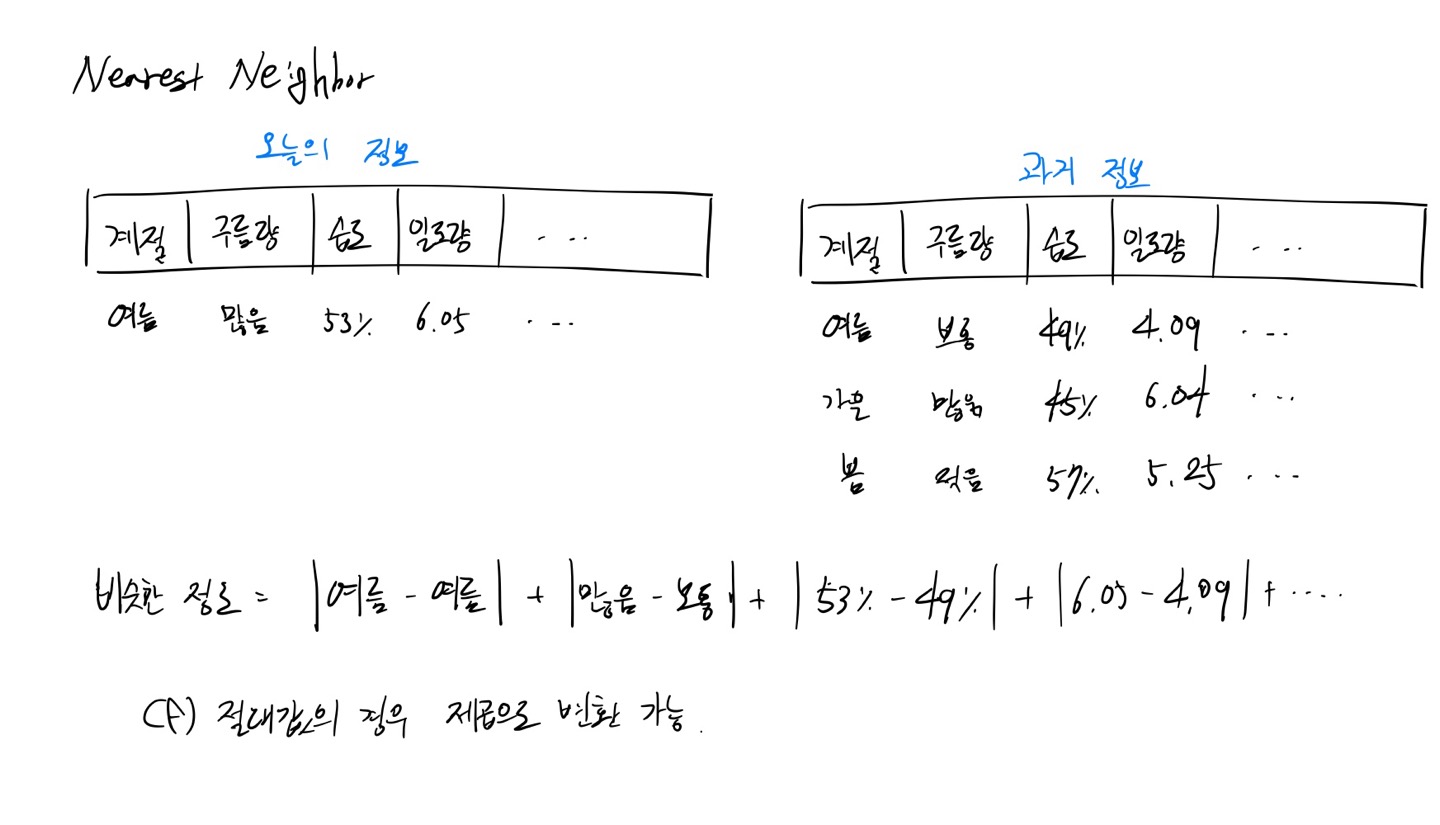 Nearest Neighbor
오늘의 정보
계절 구름량 습도 일조량 ...
여름 많음 53% 6.05 ...
과거 정보
계절 구름량 습도 일조량 ...
여름 보통 49% 4.09 ...
가을 많음 45% 6.04 ...
봄 적음 57% 5.25 ...
비슷한 정도 = |여름 - 여름| + |많음 - 보통| + |53% - 49%| + |6.05 - 4.09| + ....
Cf) 절대값의 경우 제곱으로 변환 가능.